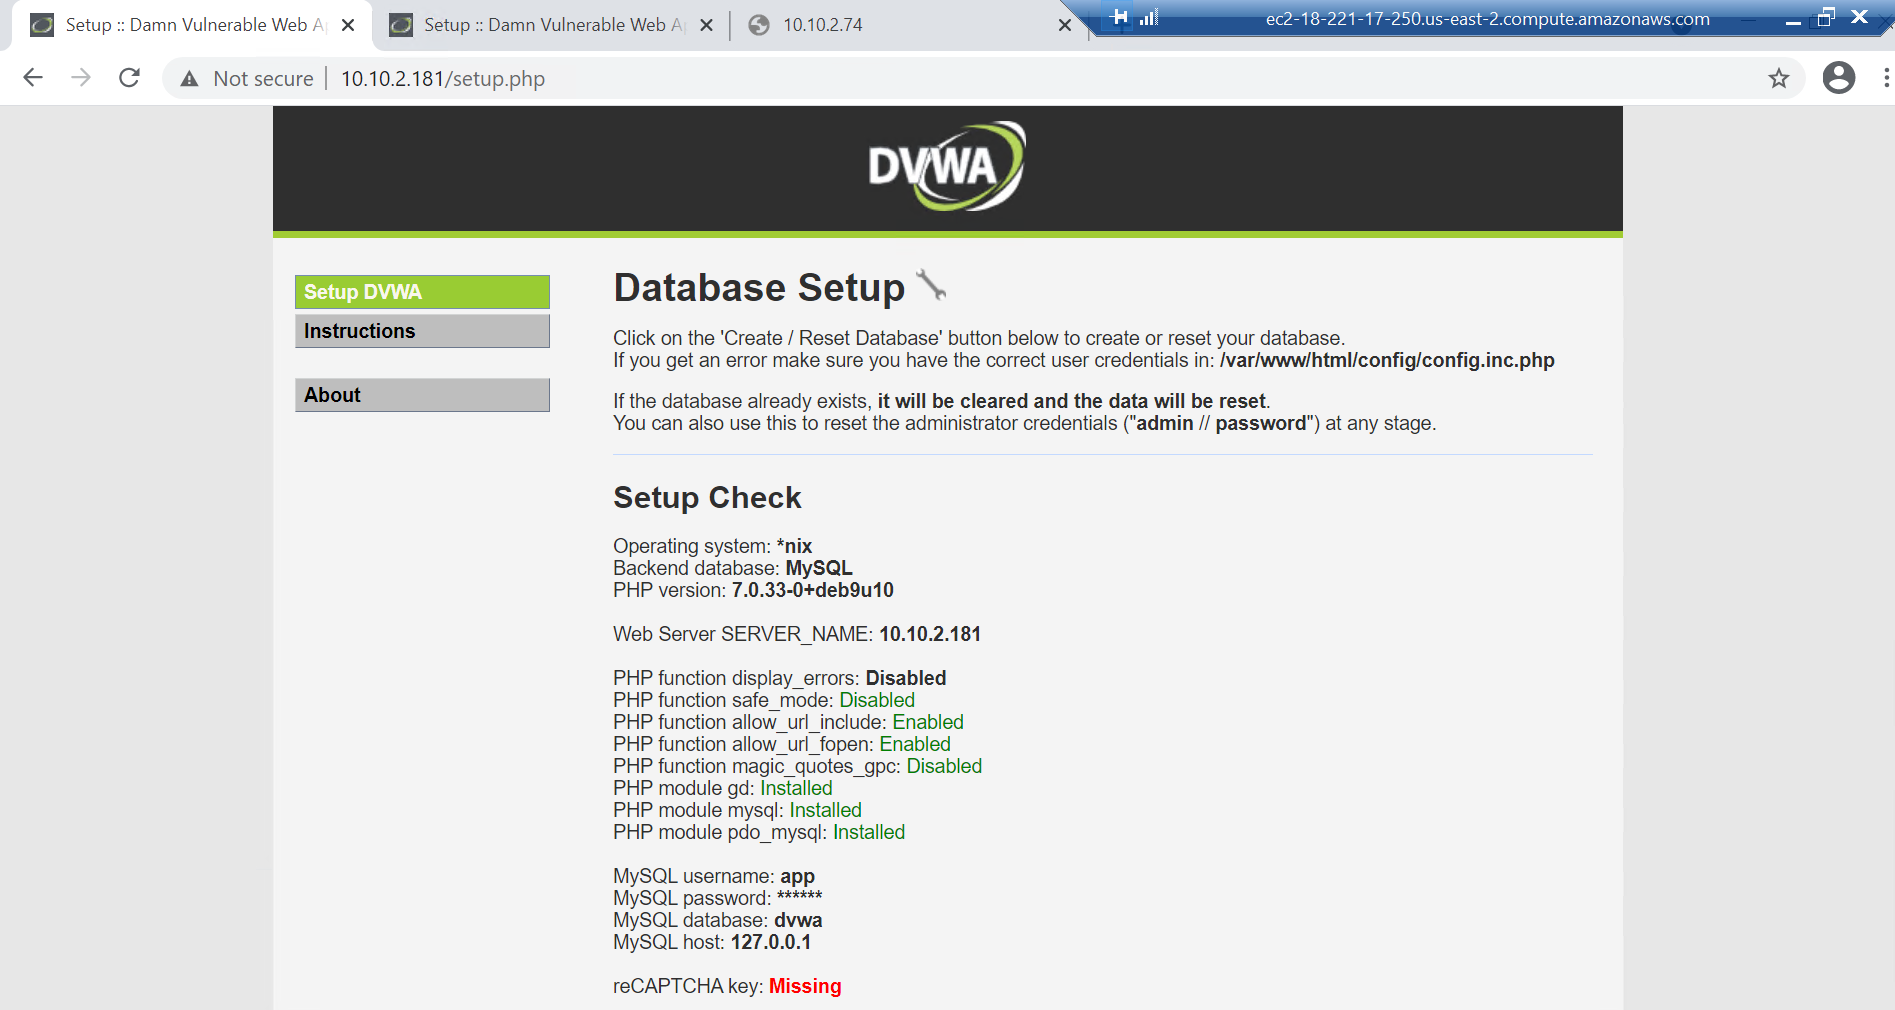 Setup :: Damn Vulnerable Web Ap
Setup :: Damn Vulnerable Web Ap
10.10.2.74
ec2-18-221-17-250.us-east-2.compute.amazonaws.com
Not secure
10.10.2.181/setup.php
DVWA
Setup DVWA
Instructions
About
Database Setup
Click on the 'Create / Reset Database' button below to create or reset your database.
If you get an error make sure you have the correct user credentials in: /var/www/html/config/config.inc.php
If the database already exists, it will be cleared and the data will be reset.
You can also use this to reset the administrator credentials ("admin // password") at any stage.
Setup Check
Operating system: *nix
Backend database: MySQL
PHP version: 7.0.33-0+deb9u10
Web Server SERVER_NAME: 10.10.2.181
PHP function display_errors: Disabled
PHP function safe_mode: Disabled
PHP function allow_url_include: Enabled
PHP function allow_url_fopen: Enabled
PHP function magic_quotes_gpc: Disabled
PHP module gd: Installed
PHP module mysql: Installed
PHP module pdo_mysql: Installed
MySQL username: app
MySQL password: ******
MySQL database: dvwa
MySQL host: 127.0.0.1
reCAPTCHA key: Missing